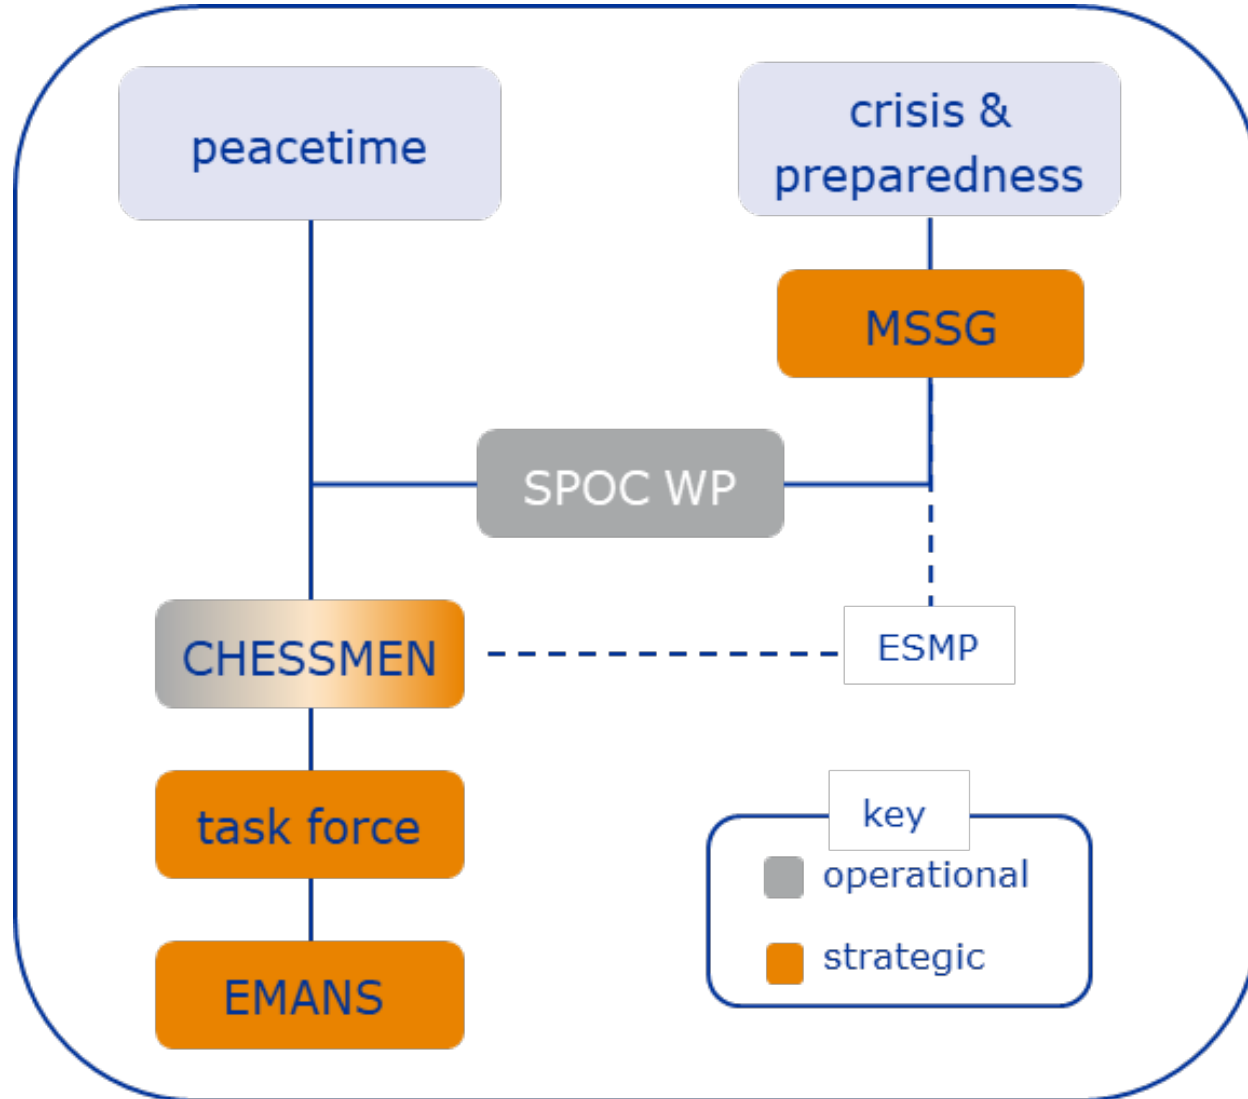 peacetime
crisis &
preparedness
MSSG
SPOC WP
CHESSMEN
ESMP
task force
key
operational
strategic
EMANS